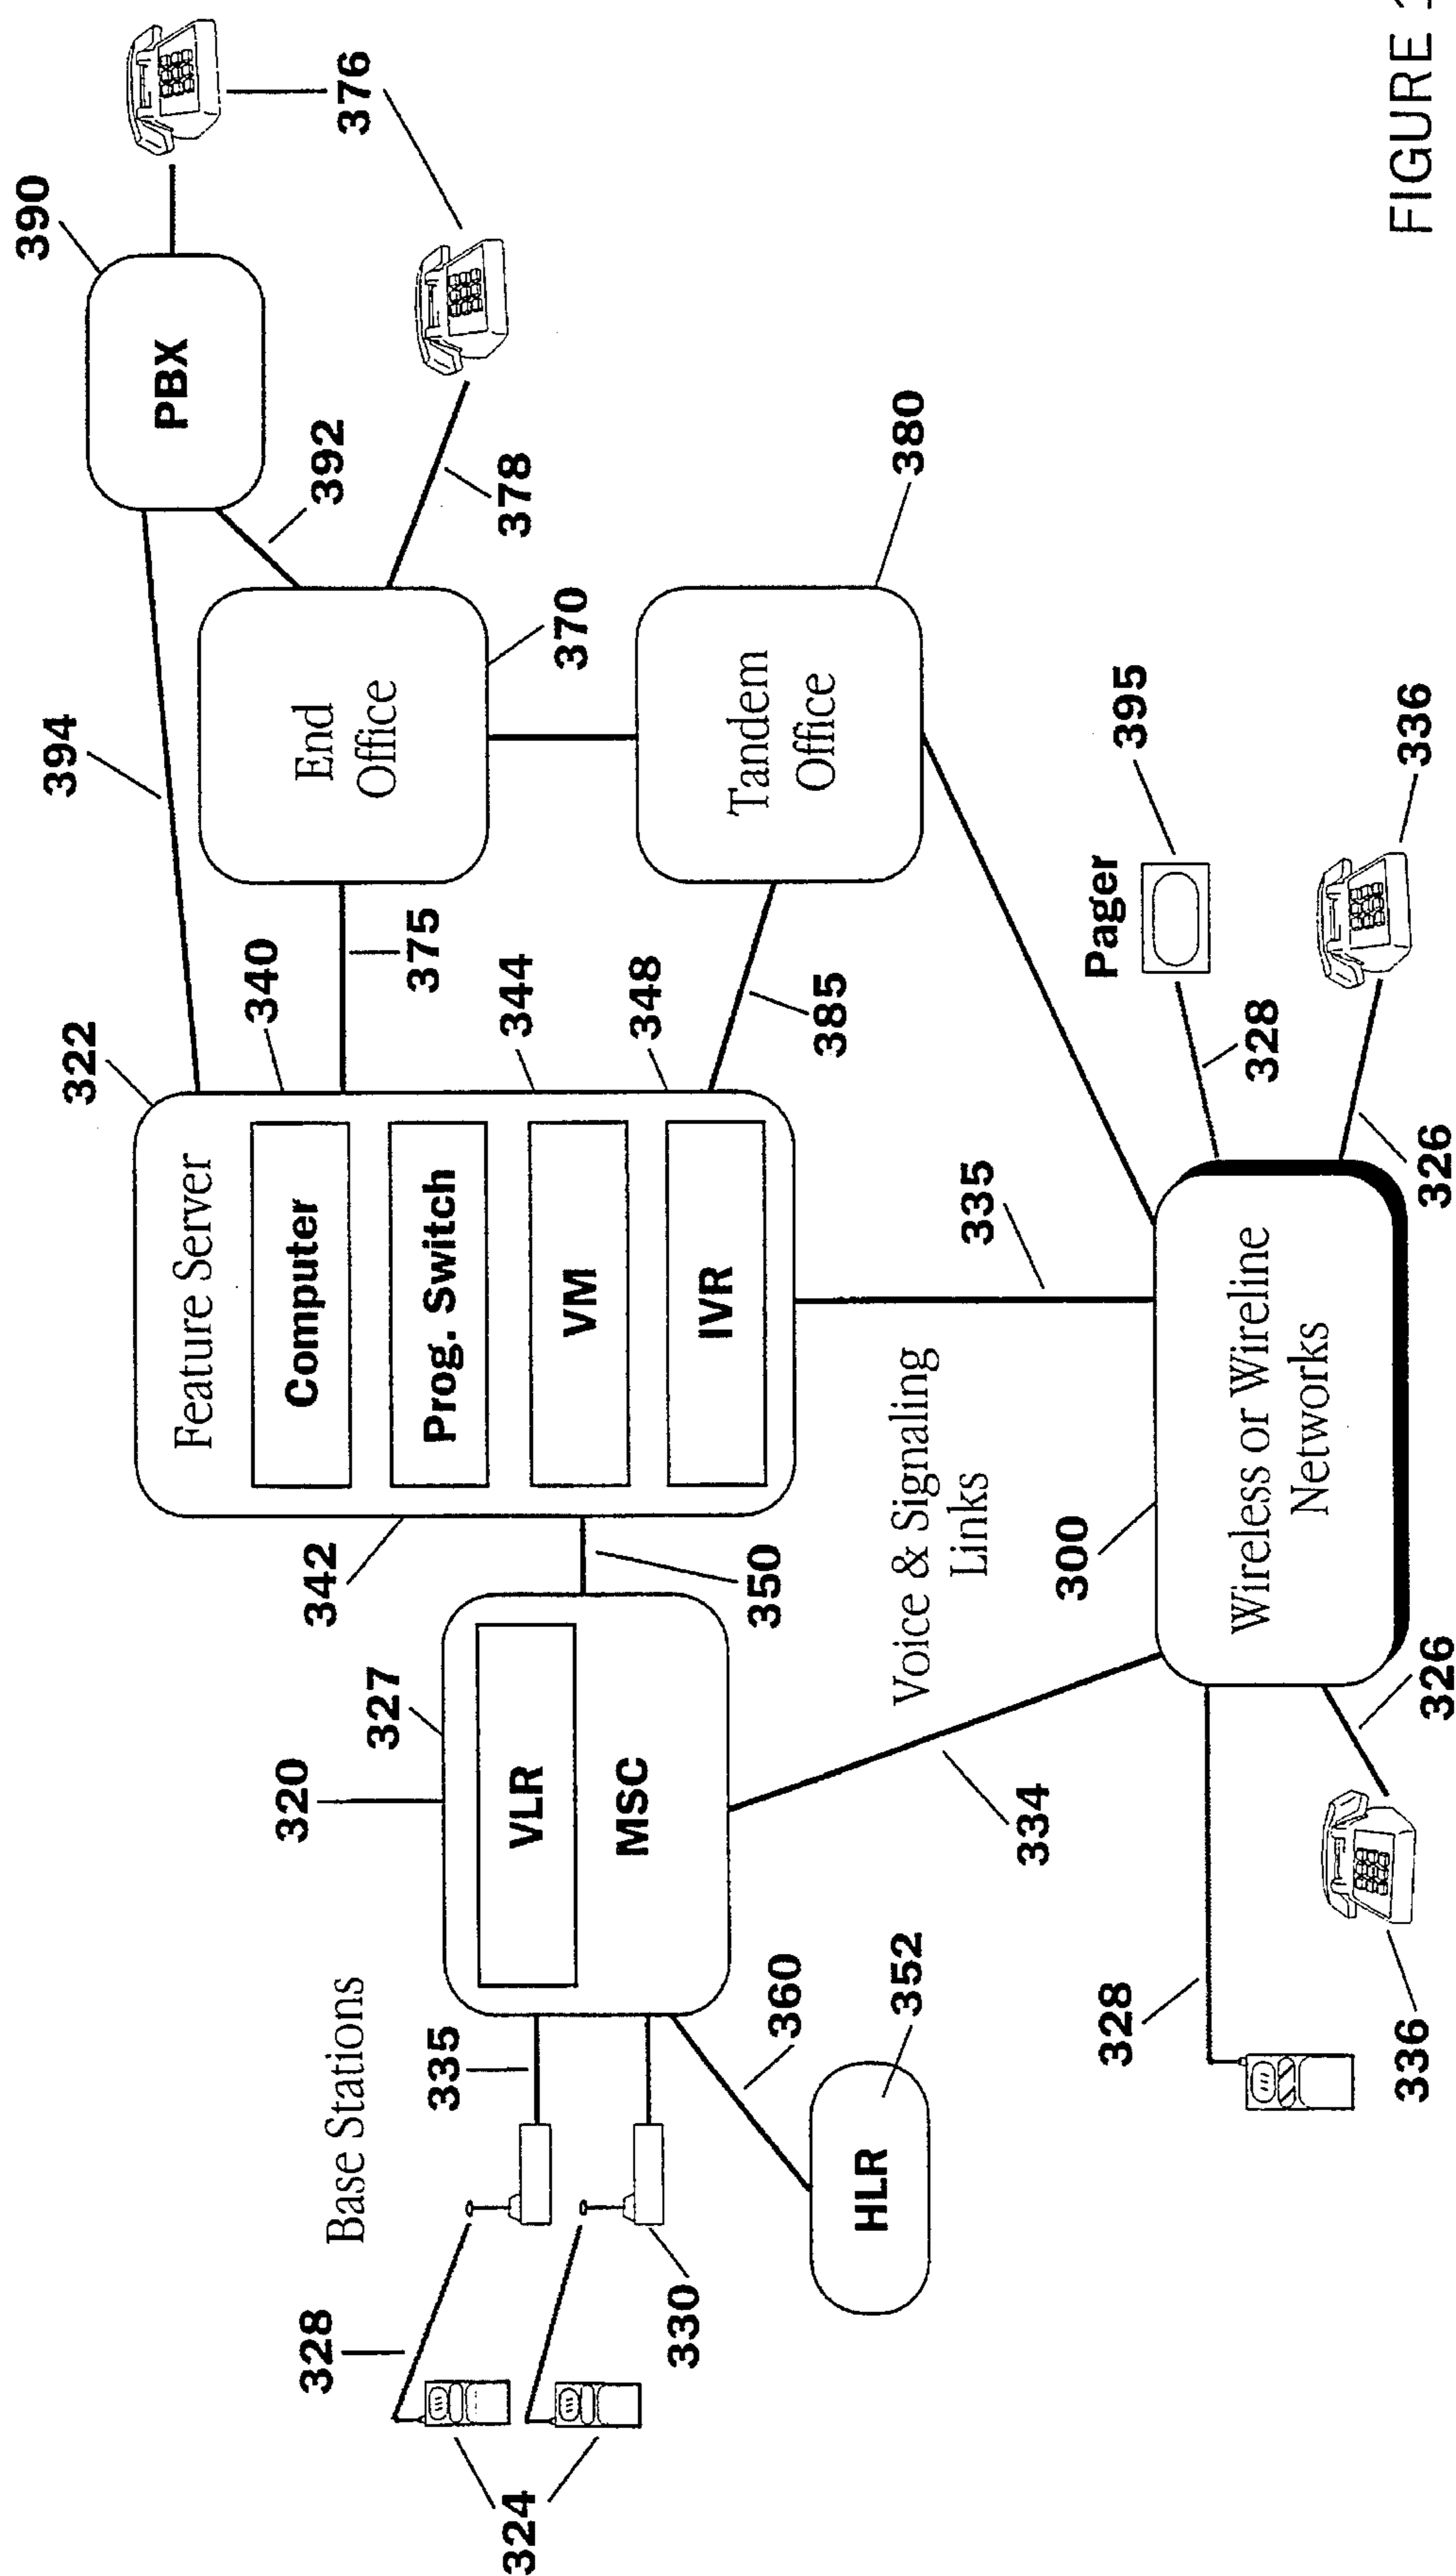 390
376
PBX
392
378
394
End
Office
370
Tandem
Office
380
322
340
375
344
348
385
Feature Server
Computer
Prog. Switch
VM
IVR
342
350
320
327
VLR
MSC
Base Stations
335
328
324
330
360
352
HLR
Voice & Signaling
Links
334
335
300
Wireless or Wireline
Networks
Pager
395
328
336
326
328
336
326
FIGURE